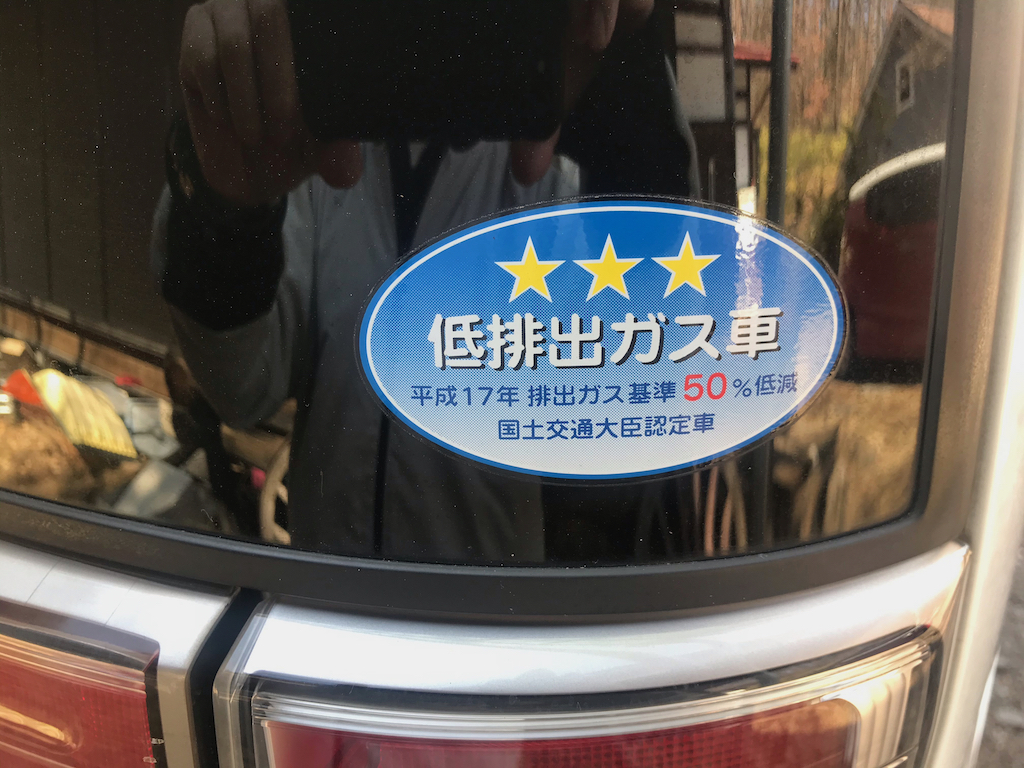 ★★★
低排出ガス車
平成17年 排出ガス基準 50%低減
国土交通大臣認定車